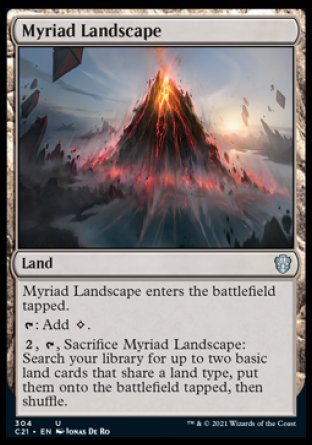 Myriad Landscape
Land
Myriad Landscape enters the battlefield
tapped.
: Add .
2, , Sacrifice Myriad Landscape:
Search your library for up to two basic
land cards that share a land type, put
them onto the battlefield tapped, then
shuffle.
304 U
C21 • EN Jonas De Ro
™ & © 2021 Wizards of the Coast